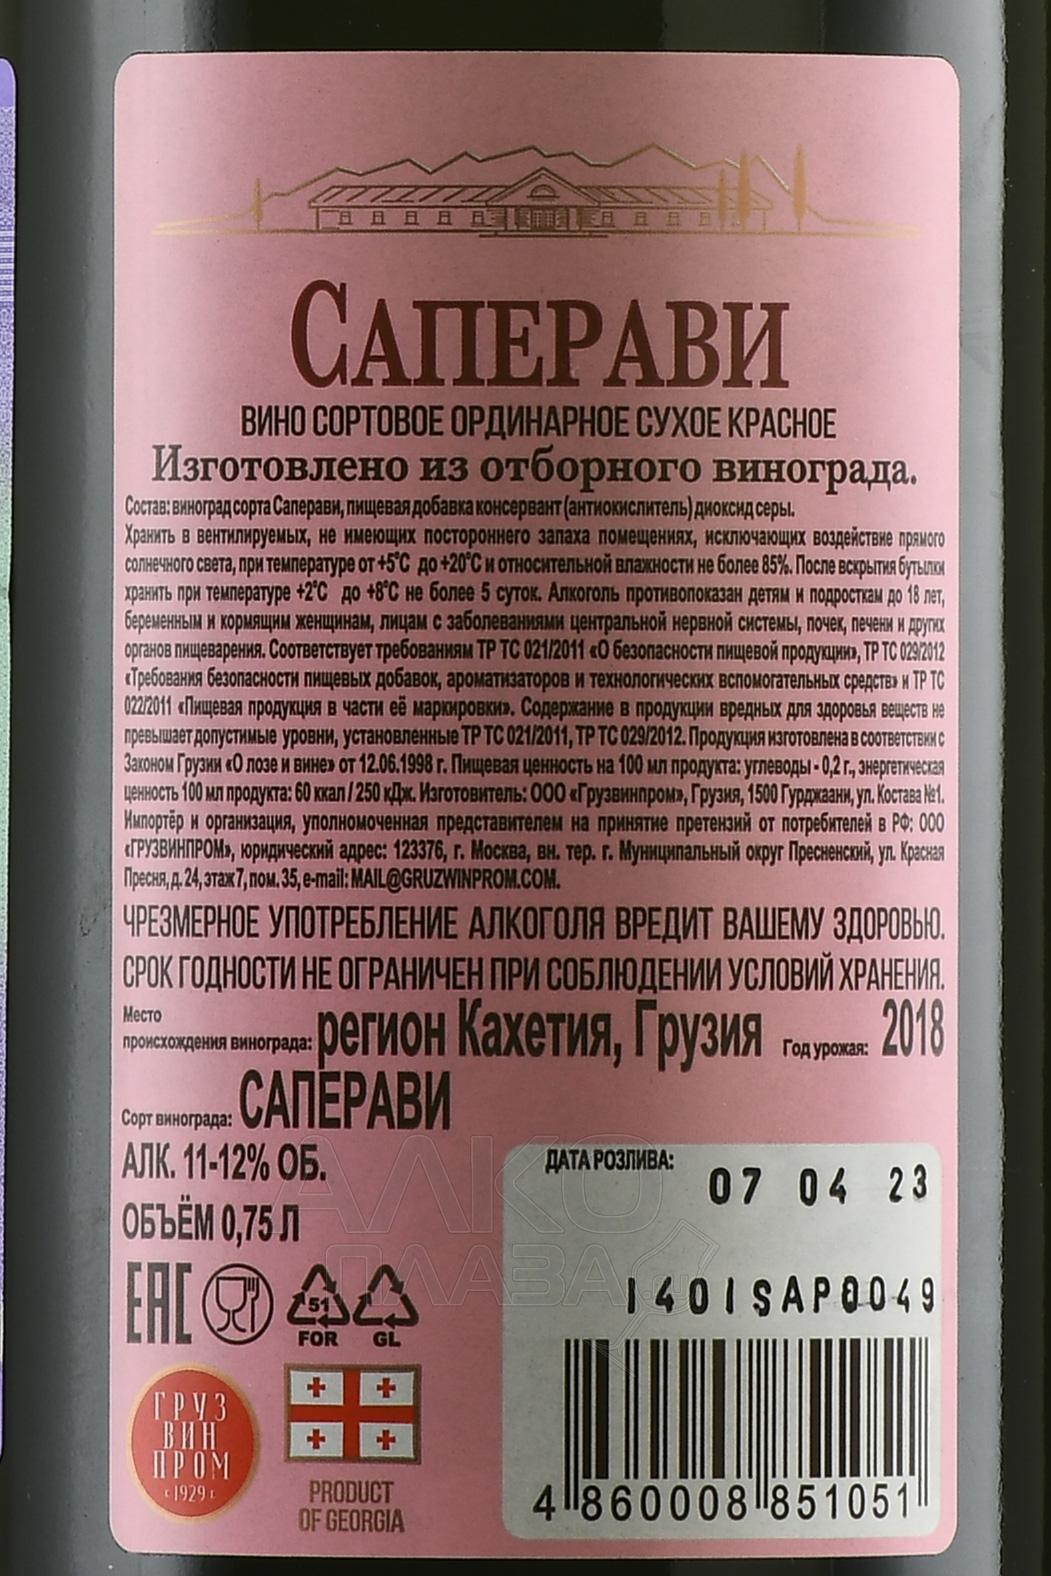 САПЕРАВИ
ВИНО СОРТОВОЕ ОРДИНАРНОЕ СУХОЕ КРАСНОЕ
Изготовлено из отборного винограда.
Состав: виноград сорта Саперави, пищевая добавка консервант (антиокислитель) диоксид серы.
Хранить в вентилируемых, не имеющих постороннего запаха помещениях, исключающих воздействие прямого
солнечного света, при температуре от +5°С до +20°С и относительной влажности не более 85%. После вскрытия бутылки
хранить при температуре +2°С до +8°С не более 5 суток. Алкоголь противопоказан детям и подросткам до 18 лет,
беременным и кормящим женщинам, лицам с заболеваниями центральной нервной системы, почек, печени и других
органов пищеварения. Соответствует требованиям ТР ТС 021/2011 «О безопасности пищевой продукции», ТР ТС 029/2012
«Требования безопасности пищевых добавок, ароматизаторов и технологических вспомогательных средств» и ТР ТС
022/2011 «Пищевая продукция в части её маркировки». Содержание в продукции вредных для здоровья веществ не
превышает допустимые уровни, установленные ТР ТС 021/2011, ТР ТС 029/2012. Продукция изготовлена в соответствии с
Законом Грузии «О лозе и вине» от 12.06.1998 г. Пищевая ценность на 100 мл продукта: углеводы - 0,2 г., энергетическая
ценность 100 мл продукта: 60 ккал / 250 кДж. Изготовитель: ООО «Грузвинпром», Грузия, 1500 Гурджаани, ул. Костава №1.
Импортёр и организация, уполномоченная представителем на принятие претензий от потребителей в РФ: ООО
«ГРУЗВИНПРОМ», юридический адрес: 123376, г. Москва, вн. тер. г. Муниципальный округ Пресненский, ул. Красная
Пресня, д. 24, этаж 7, пом. 35, e-mail: MAIL@GRUZWINPROM.COM.
ЧРЕЗМЕРНОЕ УПОТРЕБЛЕНИЕ АЛКОГОЛЯ ВРЕДИТ ВАШЕМУ ЗДОРОВЬЮ.
СРОК ГОДНОСТИ НЕ ОГРАНИЧЕН ПРИ СОБЛЮДЕНИИ УСЛОВИЙ ХРАНЕНИЯ.
Место
происхождения винограда: регион Кахетия, Грузия Год урожая: 2018
Сорт винограда: САПЕРАВИ
АЛК. 11-12% ОБ.
ОБЪЁМ 0,75 Л
ДАТА РОЗЛИВА: 07 04 23
1401SAP0049
EAC
51
FOR
GL
ГРУЗ
ВИН
ПРОМ
1929
PRODUCT
OF GEORGIA
4 860008 851051
АЛКО
ПЛАЗА.ru